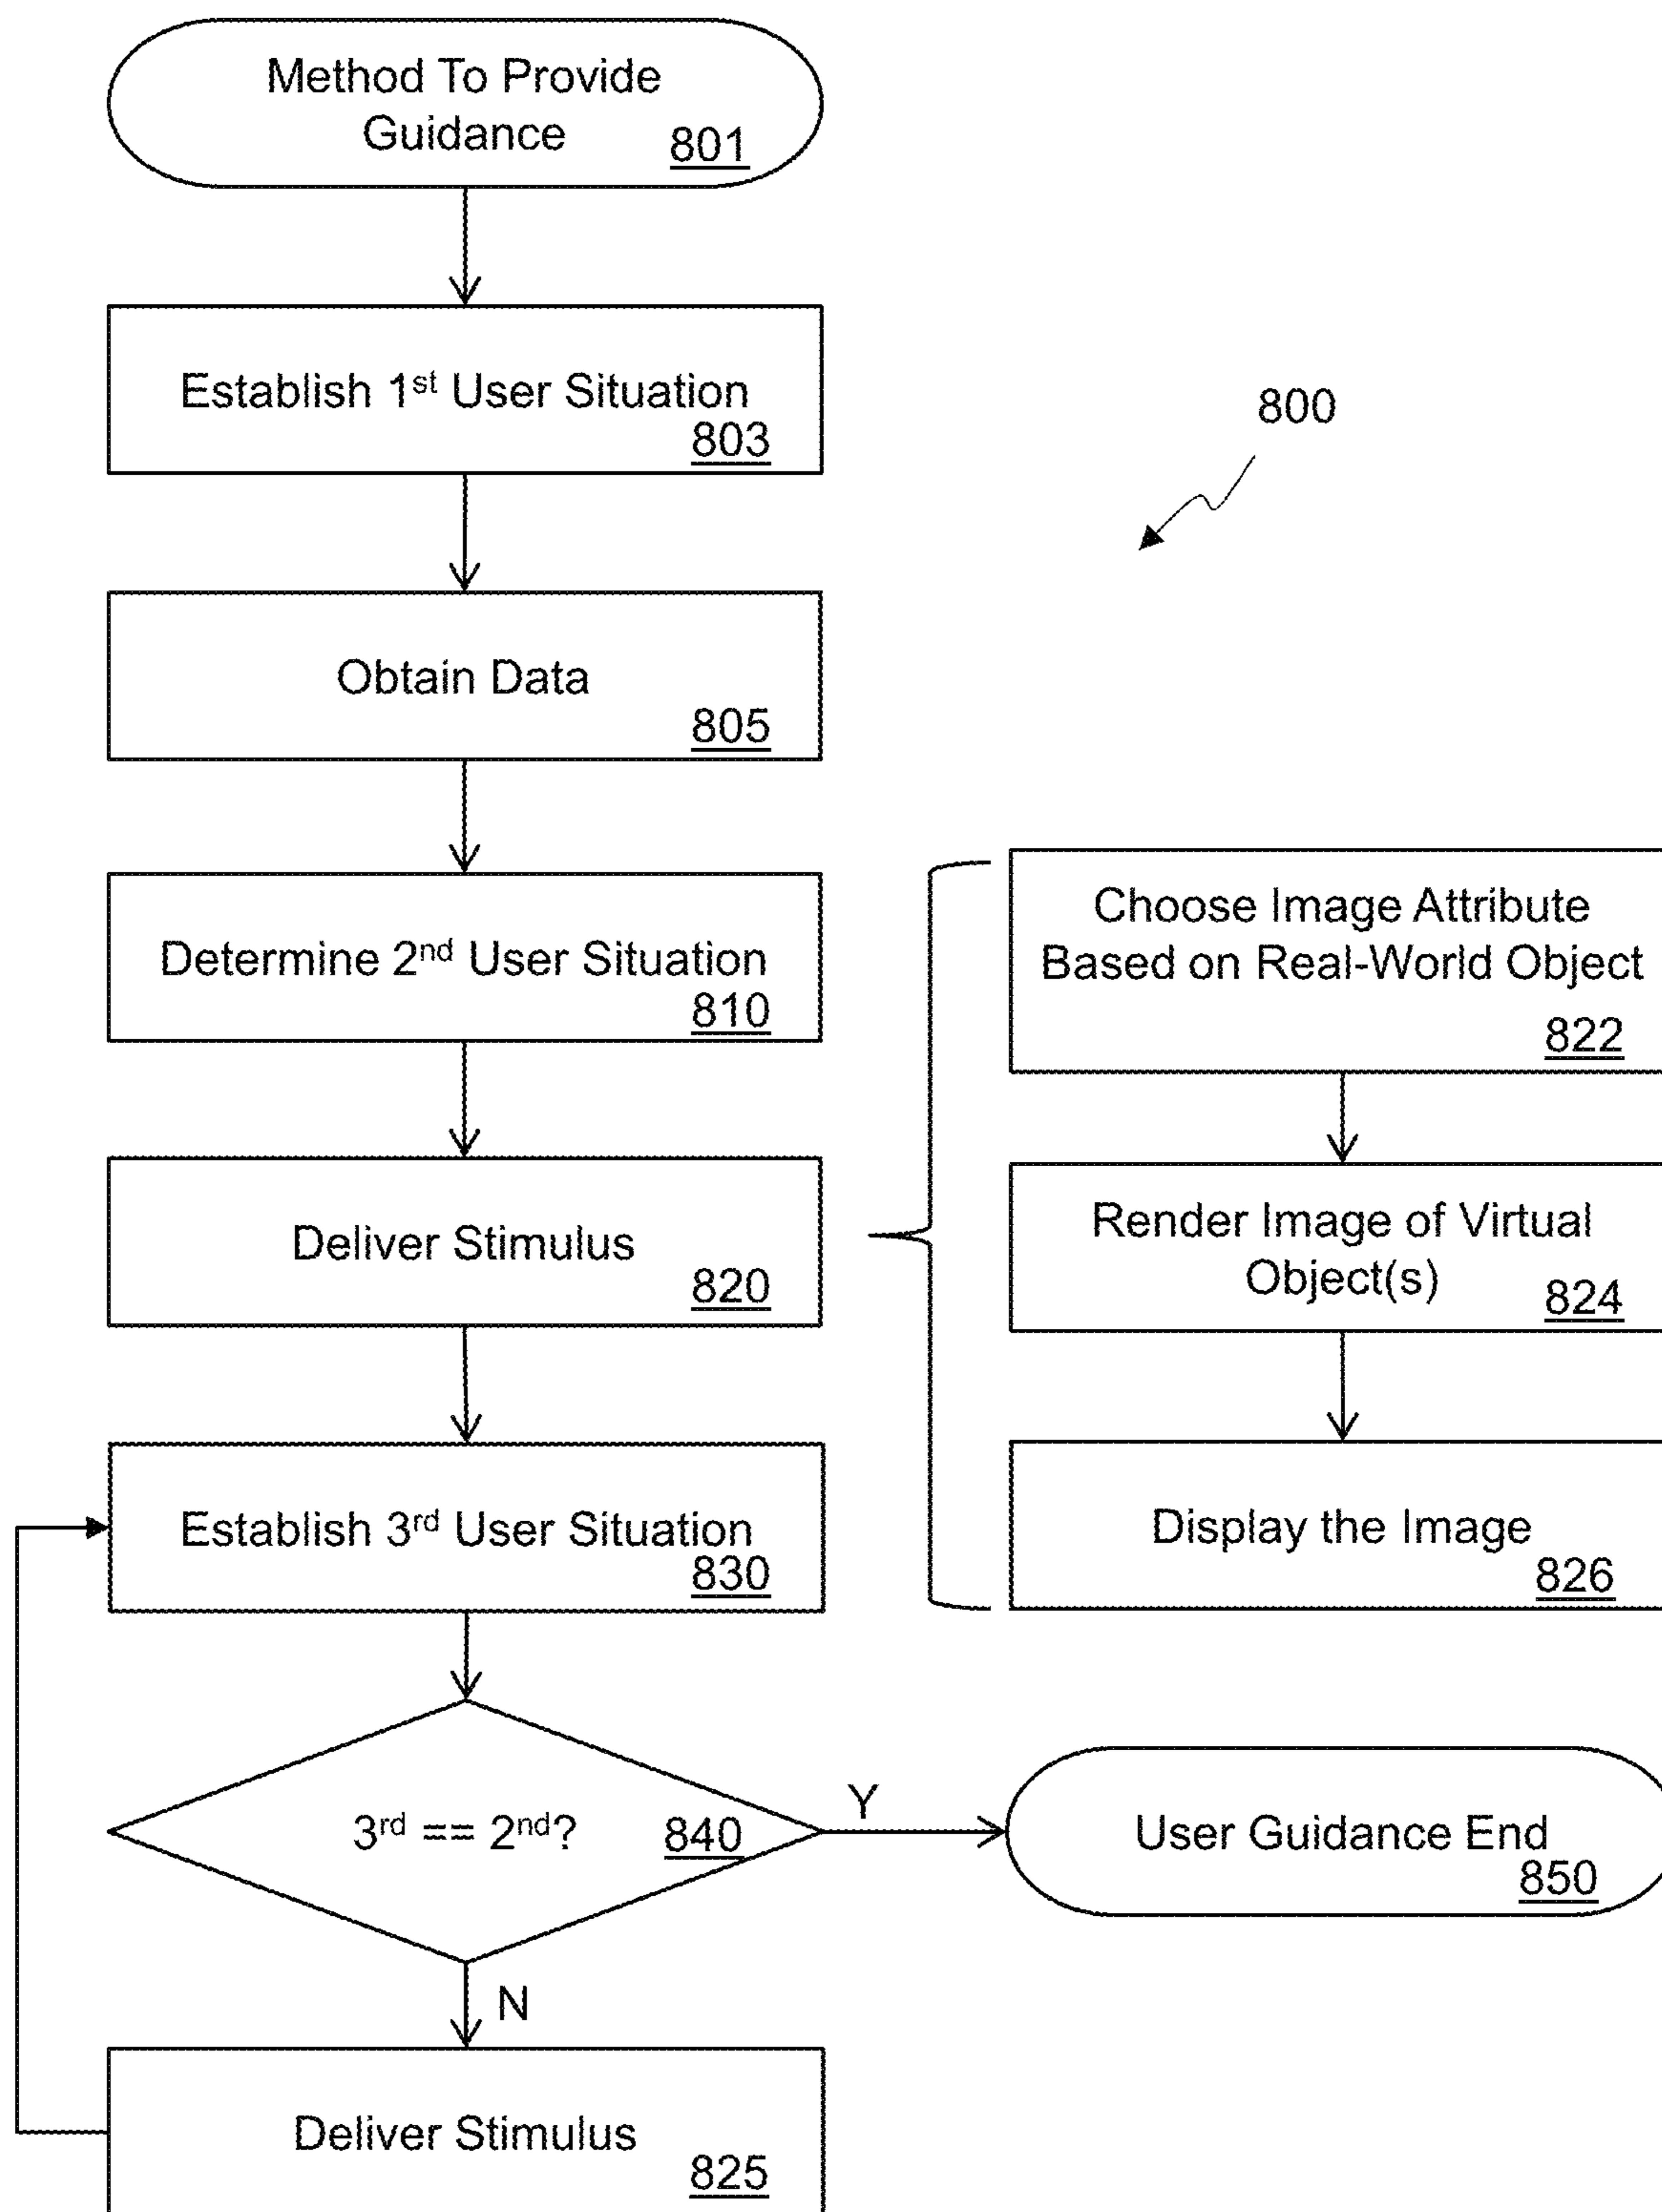 Method To Provide
Guidance
801
Establish 1st User Situation
803
800
Obtain Data
805
Determine 2nd User Situation
810
Deliver Stimulus
820
Choose Image Attribute
Based on Real-World Object
822
Render Image of Virtual
Object(s)
824
Display the Image
826
Establish 3rd User Situation
830
3rd == 2nd?
840
Y
User Guidance End
850
N
Deliver Stimulus
825